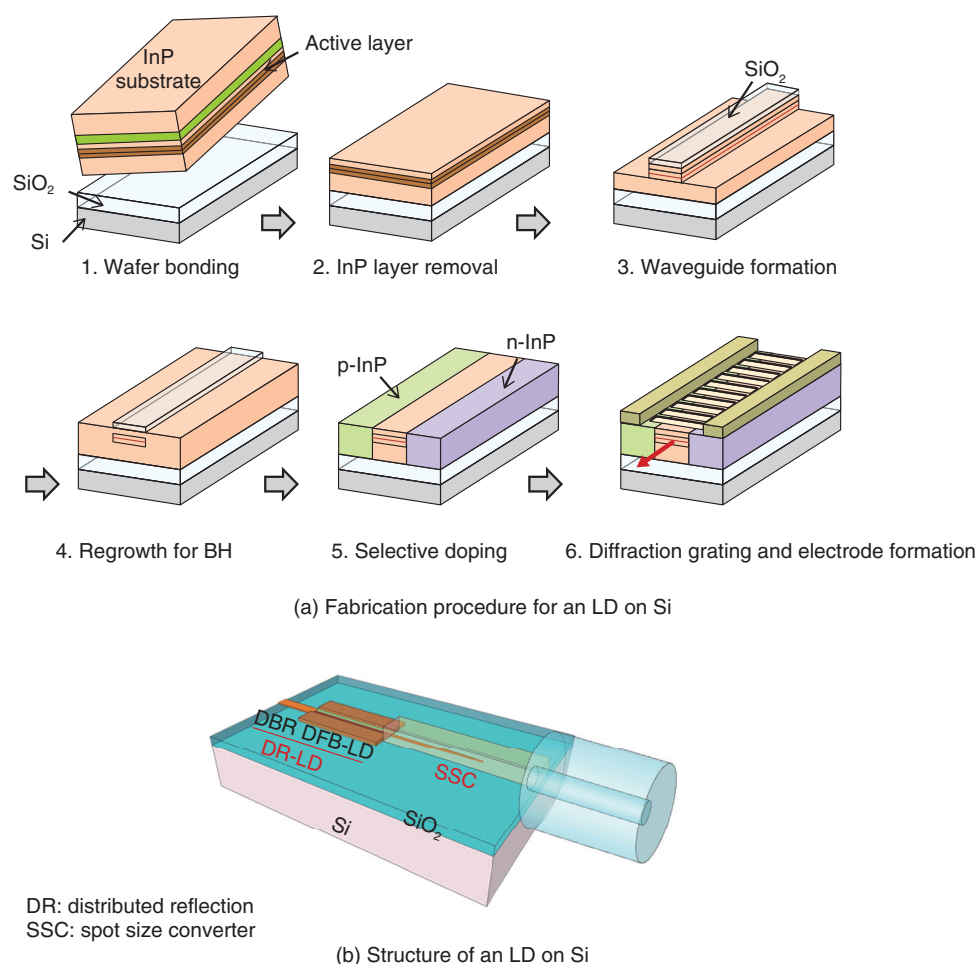 InP
substrate
Active layer
SiO₂
Si
1. Wafer bonding
2. InP layer removal
SiO₂
3. Waveguide formation
4. Regrowth for BH
p-InP
n-InP
5. Selective doping
6. Diffraction grating and electrode formation
(a) Fabrication procedure for an LD on Si
DBR DFB-LD
DR-LD
SSC
Si
SiO₂
DR: distributed reflection
SSC: spot size converter
(b) Structure of an LD on Si